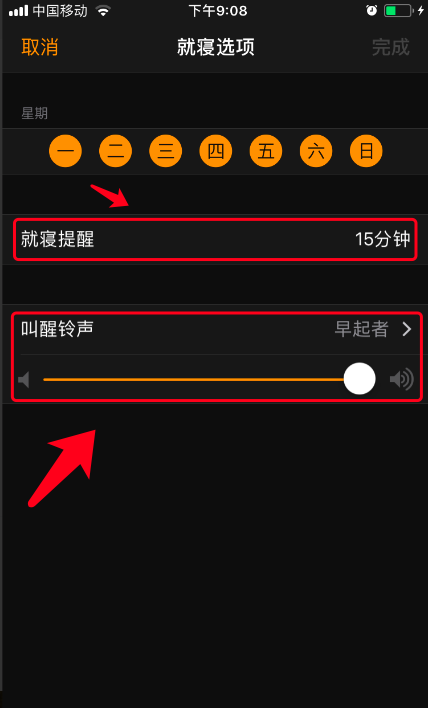 中国移动 下午9:08
取消 就寝选项 完成
星期
一 二 三 四 五 六 日
就寝提醒 15分钟
叫醒铃声 早起者